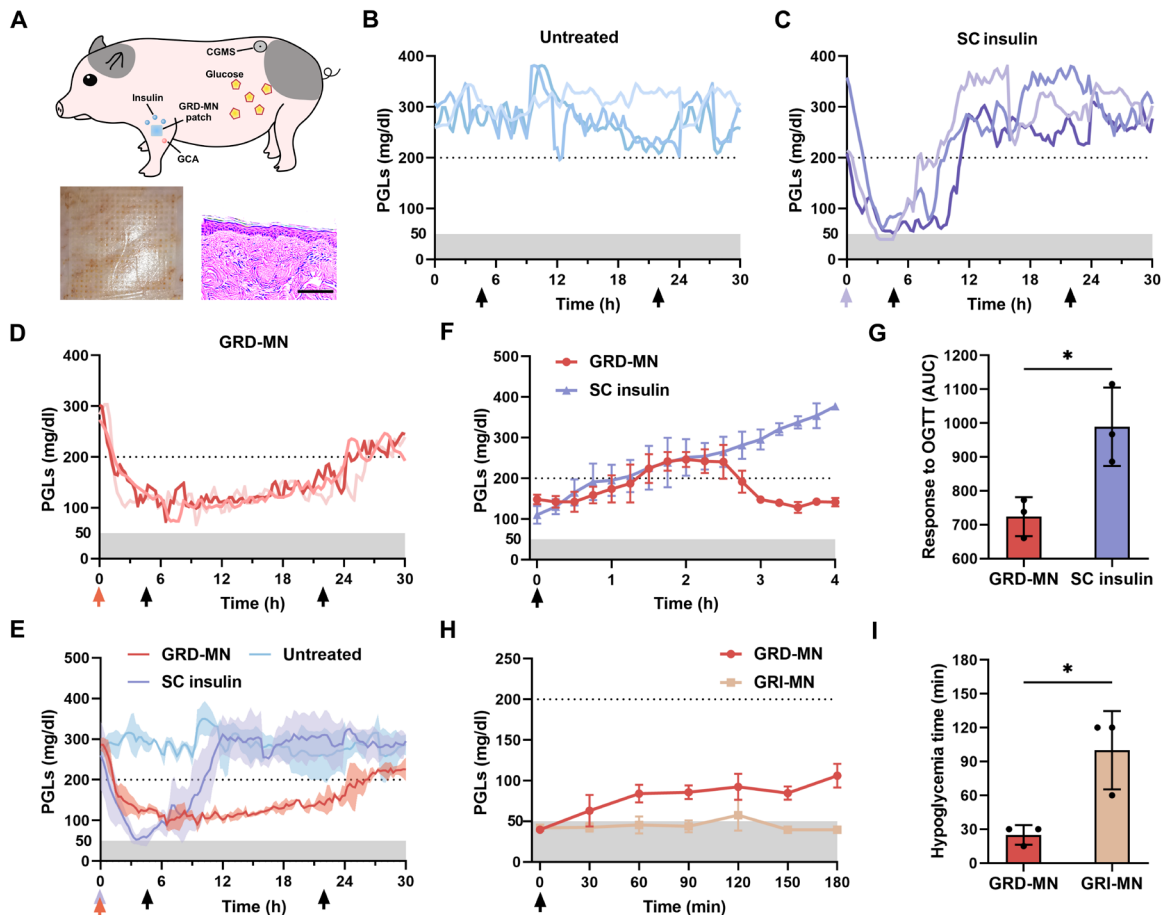 A
CGMS
Glucose
Insulin
GRD-MN
patch
GCA
B
Untreated
PGLs (mg/dl)
400
300
200
100
50
0
0 6 12 18 24 30
Time (h)
C
SC insulin
PGLs (mg/dl)
400
300
200
100
50
0
0 6 12 18 24 30
Time (h)
D
GRD-MN
PGLs (mg/dl)
400
300
200
100
50
0
0 6 12 18 24 30
Time (h)
F
GRD-MN
SC insulin
PGLs (mg/dl)
500
400
300
200
100
50
0
0 1 2 3 4
Time (h)
G
*
Response to OGTT (AUC)
1200
1100
1000
900
800
700
600
GRD-MN SC insulin
E
GRD-MN Untreated
SC insulin
PGLs (mg/dl)
500
400
300
200
100
50
0
0 6 12 18 24 30
Time (h)
H
GRD-MN
GRI-MN
PGLs (mg/dl)
250
200
150
100
50
0
0 30 60 90 120 150 180
Time (min)
I
*
Hypoglycemia time (min)
180
150
120
90
60
30
0
GRD-MN GRI-MN